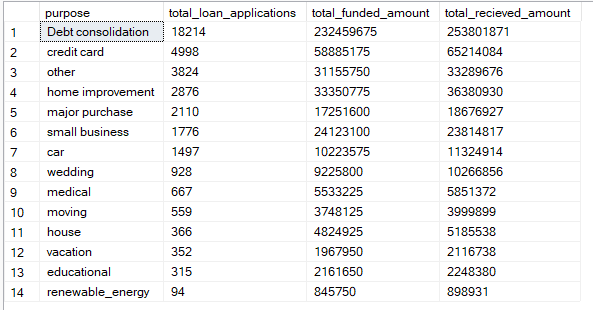 purpose total_loan_applications total_funded_amount total_recieved_amount
1 Debt consolidation 18214 232459675 253801871
2 credit card 4998 58885175 65214084
3 other 3824 31155750 33289676
4 home improvement 2876 33350775 36380930
5 major purchase 2110 17251600 18676927
6 small business 1776 24123100 23814817
7 car 1497 10223575 11324914
8 wedding 928 9225800 10266856
9 medical 667 5533225 5851372
10 moving 559 3748125 3999899
11 house 366 4824925 5185538
12 vacation 352 1967950 2116738
13 educational 315 2161650 2248380
14 renewable_energy 94 845750 898931